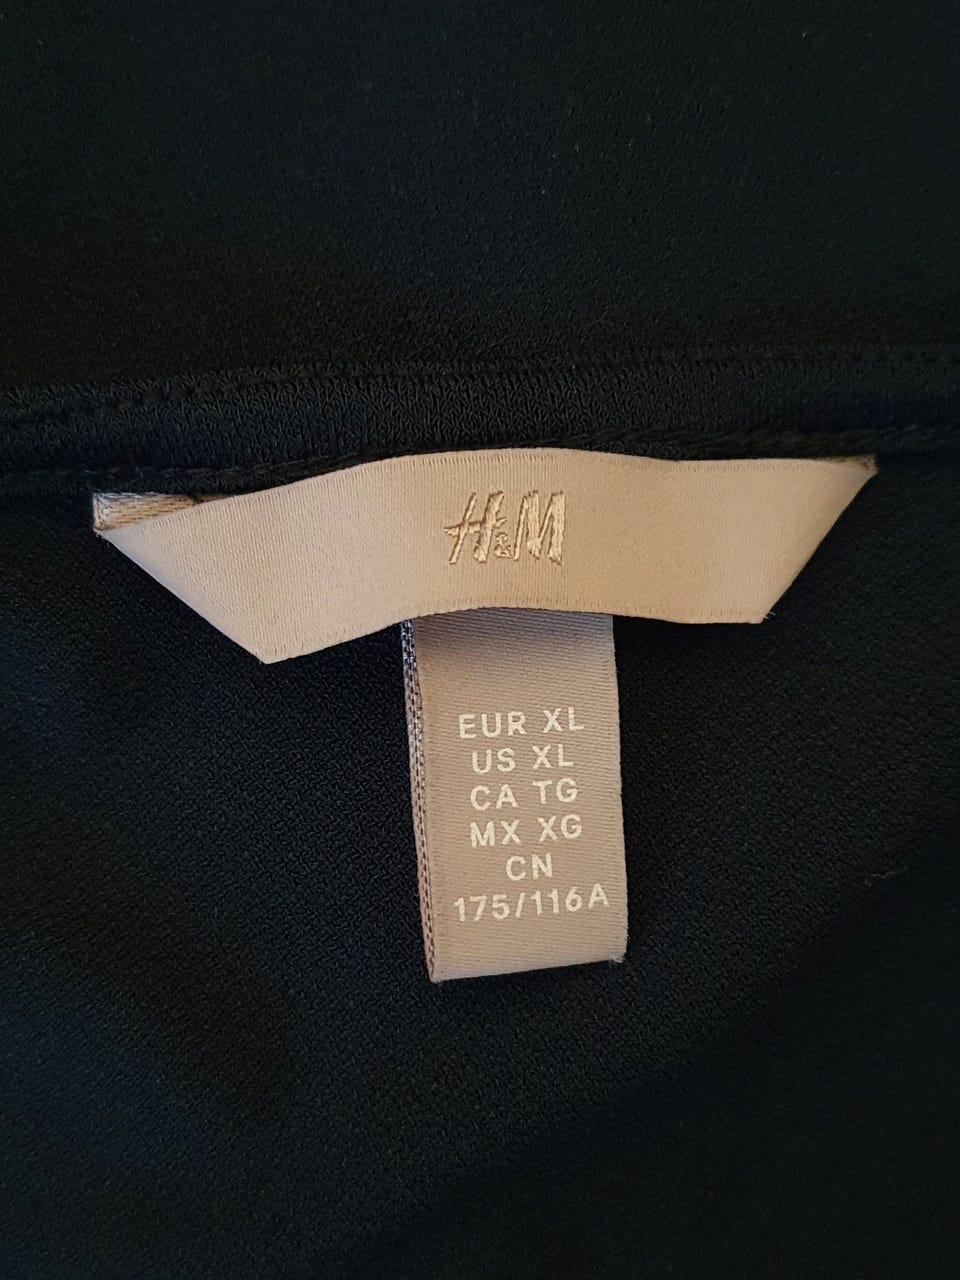 H&M
EUR XL
US XL
CA TG
MX XG
CN
175/116A